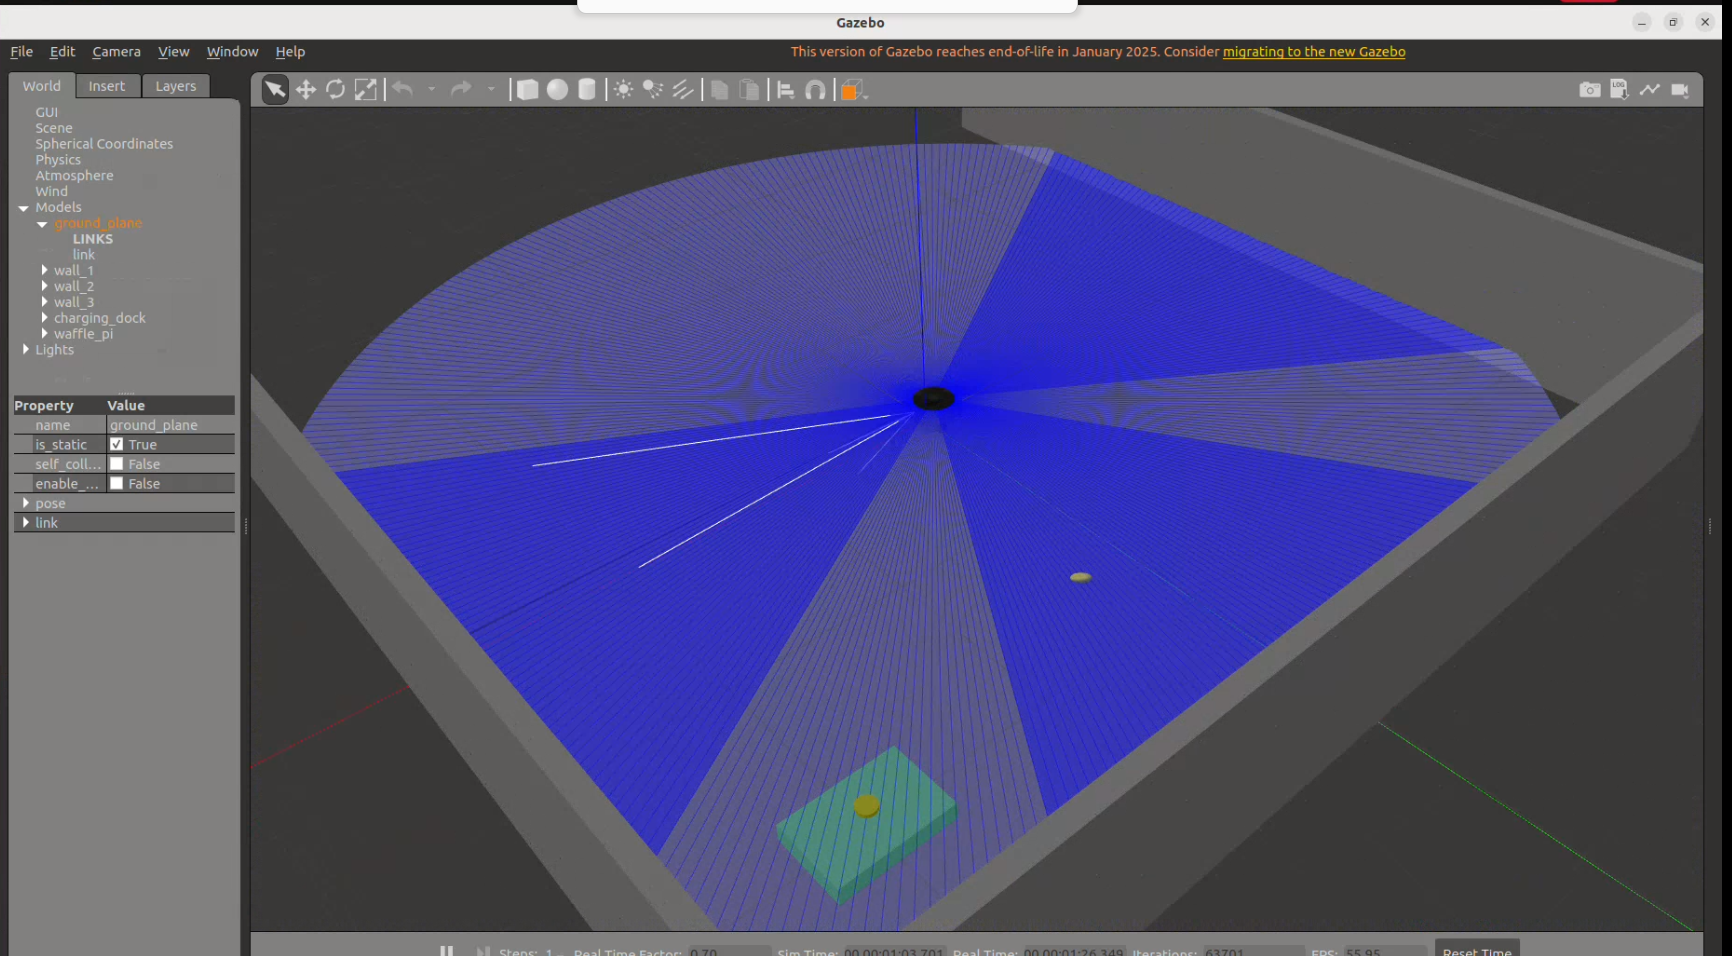 Gazebo
File Edit Camera View Window Help
This version of Gazebo reaches end-of-life in January 2025. Consider migrating to the new Gazebo
World Insert Layers
LOG
GUI
Scene
Spherical Coordinates
Physics
Atmosphere
Wind
Models
ground_plane
LINKS
link
wall_1
wall_2
wall_3
charging_dock
waffle_pi
Lights
Property Value
name ground_plane
is_static True
self_coll... False
enable_... False
pose
link
Steps: 1 Real Time Factor: 0.70 Sim Time: 00 00:01:03.701 Real Time: 00 00:01:26.349 Iterations: 63701 FPS: 55.95 Reset Time